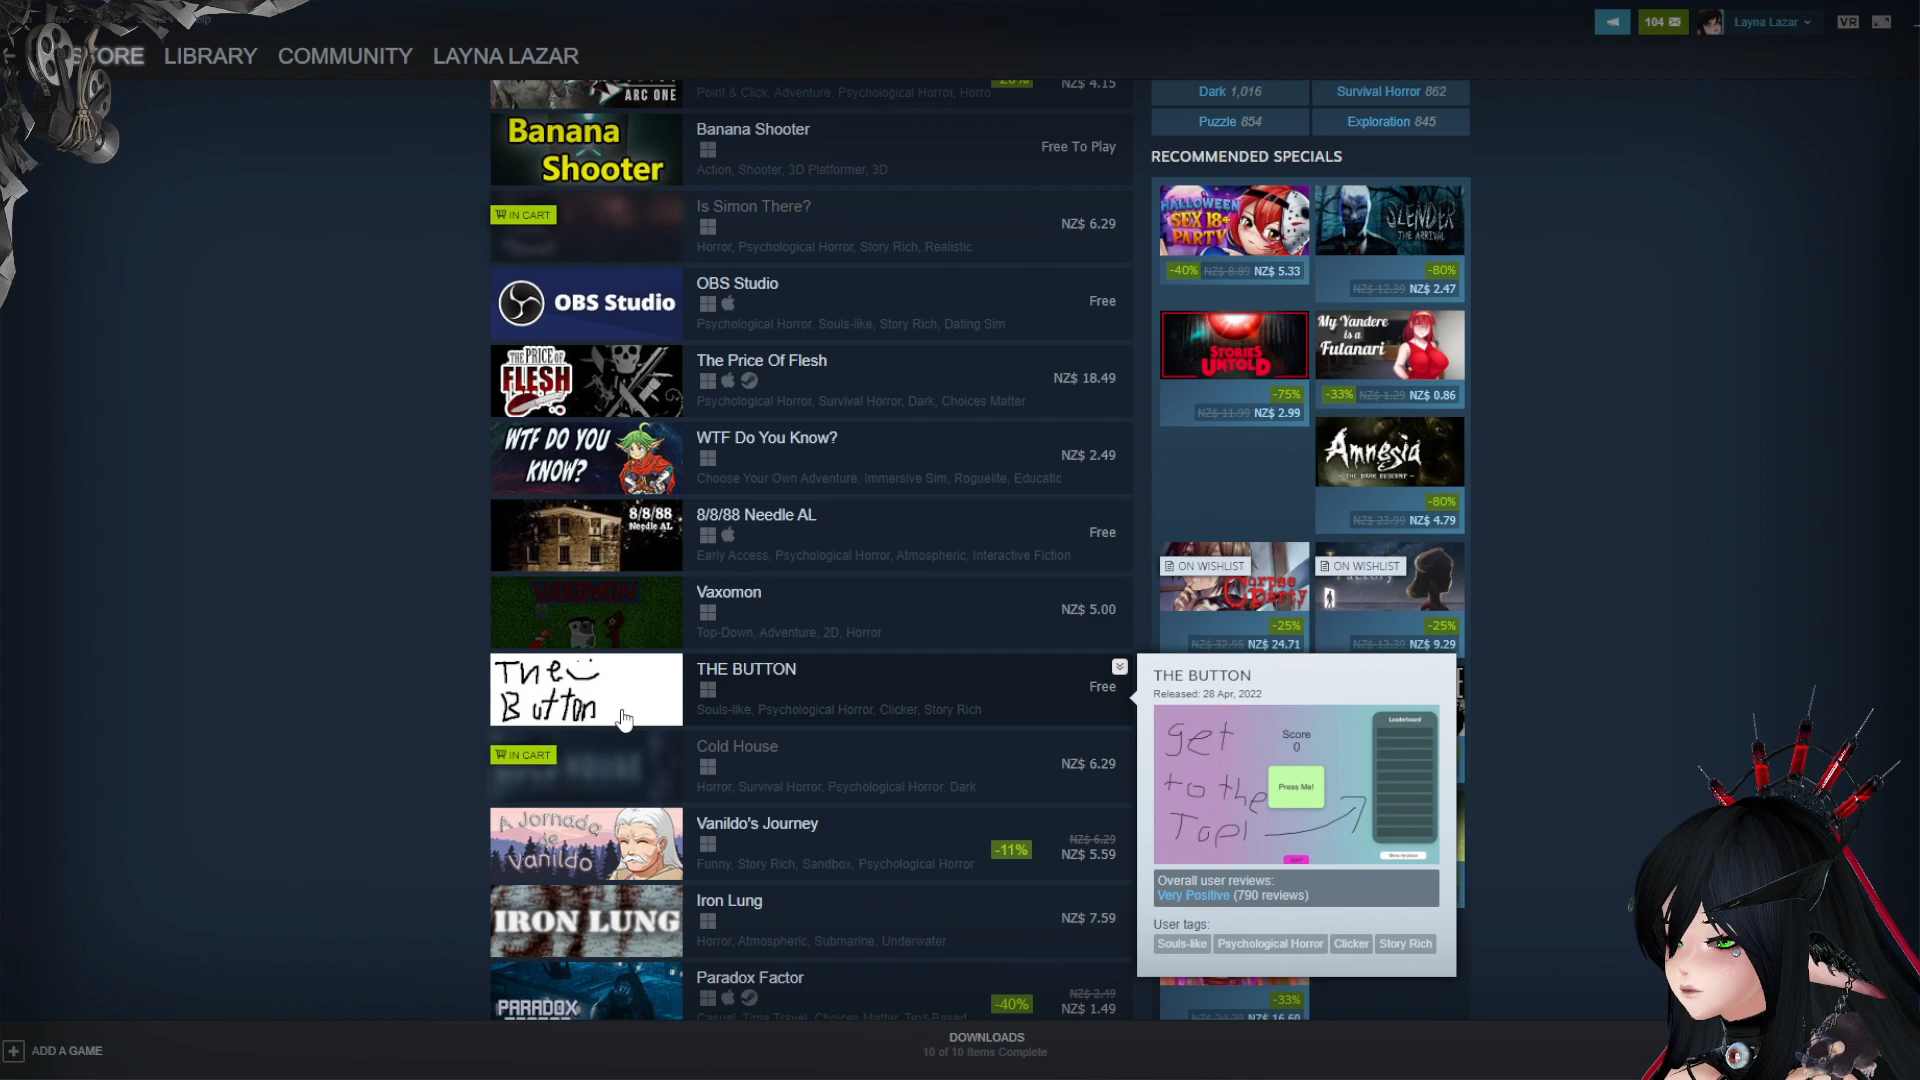 STORE
LIBRARY
COMMUNITY
LAYNA LAZAR
104
Layna Lazar
VR
ARC ONE
Point & Click, Adventure, Psychological Horror, Horro
-20%
NZ$ 4.15
Banana Shooter
Banana Shooter
Free To Play
Action, Shooter, 3D Platformer, 3D
IN CART
Is Simon There?
NZ$ 6.29
Horror, Psychological Horror, Story Rich, Realistic
OBS Studio
OBS Studio
Free
Psychological Horror, Souls-like, Story Rich, Dating Sim
THE PRICE OF FLESH
The Price Of Flesh
NZ$ 18.49
Psychological Horror, Survival Horror, Dark, Choices Matter
WTF DO YOU KNOW?
WTF Do You Know?
NZ$ 2.49
Choose Your Own Adventure, Immersive Sim, Roguelite, Educatic
8/8/88
Needle AL
8/8/88 Needle AL
Free
Early Access, Psychological Horror, Atmospheric, Interactive Fiction
VAXOMON
Vaxomon
NZ$ 5.00
Top-Down, Adventure, 2D, Horror
The Button
THE BUTTON
Free
Souls-like, Psychological Horror, Clicker, Story Rich
IN CART
Cold House
NZ$ 6.29
Horror, Survival Horror, Psychological Horror, Dark
A Jornada de Vanildo
Vanildo's Journey
-11%
NZ$ 6.29
NZ$ 5.59
Funny, Story Rich, Sandbox, Psychological Horror
IRON LUNG
Iron Lung
NZ$ 7.59
Horror, Atmospheric, Submarine, Underwater
PARADOX
Paradox Factor
-40%
NZ$ 2.49
NZ$ 1.49
Casual, Time Travel, Choices Matter, Text-Based
Dark 1,016
Survival Horror 862
Puzzle 854
Exploration 845
RECOMMENDED SPECIALS
HALLOWEEN SEX 18+ PARTY
-40% NZ$ 8.89 NZ$ 5.33
SLENDER
THE ARRIVAL
-80%
NZ$ 12.39 NZ$ 2.47
STORIES UNTOLD
-75%
NZ$ 11.99 NZ$ 2.99
My Yandere is a Futanari
-33% NZ$ 1.29 NZ$ 0.86
Amnesia
THE DARK DESCENT
-80%
NZ$ 23.99 NZ$ 4.79
ON WISHLIST
Corpse Party
-25%
NZ$ 32.95 NZ$ 24.71
ON WISHLIST
Factory
-25%
NZ$ 12.39 NZ$ 9.29
THE BUTTON
Released: 28 Apr, 2022
get to the Top!
Score
0
Press Me!
Leaderboard
Overall user reviews:
Very Positive (790 reviews)
User tags:
Souls-like Psychological Horror Clicker Story Rich
-33%
NZ$ 16.60
ADD A GAME
DOWNLOADS
10 of 10 Items Complete